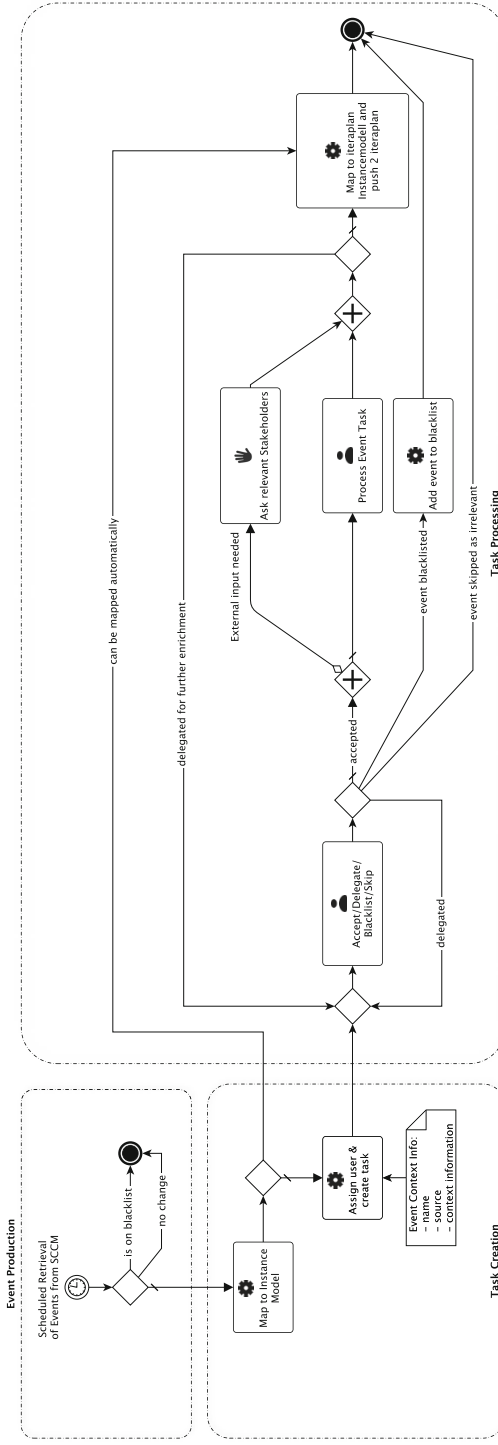 Event Production
Scheduled Retrieval
of Events from SCCM
is on blacklist
no change
Task Creation
Map to Instance
Model
Assign user &
create task
Event Context Info:
– name
– source
– context information
Task Processing
can be mapped automatically
delegated for further enrichment
Accept/Delegate/
Blacklist/Skip
delegated
accepted
External input needed
event blacklisted
event skipped as irrelevant
Ask relevant Stakeholders
Process Event Task
Add event to blacklist
Map to iteraplan
Instancemodell and
push 2 iteraplan